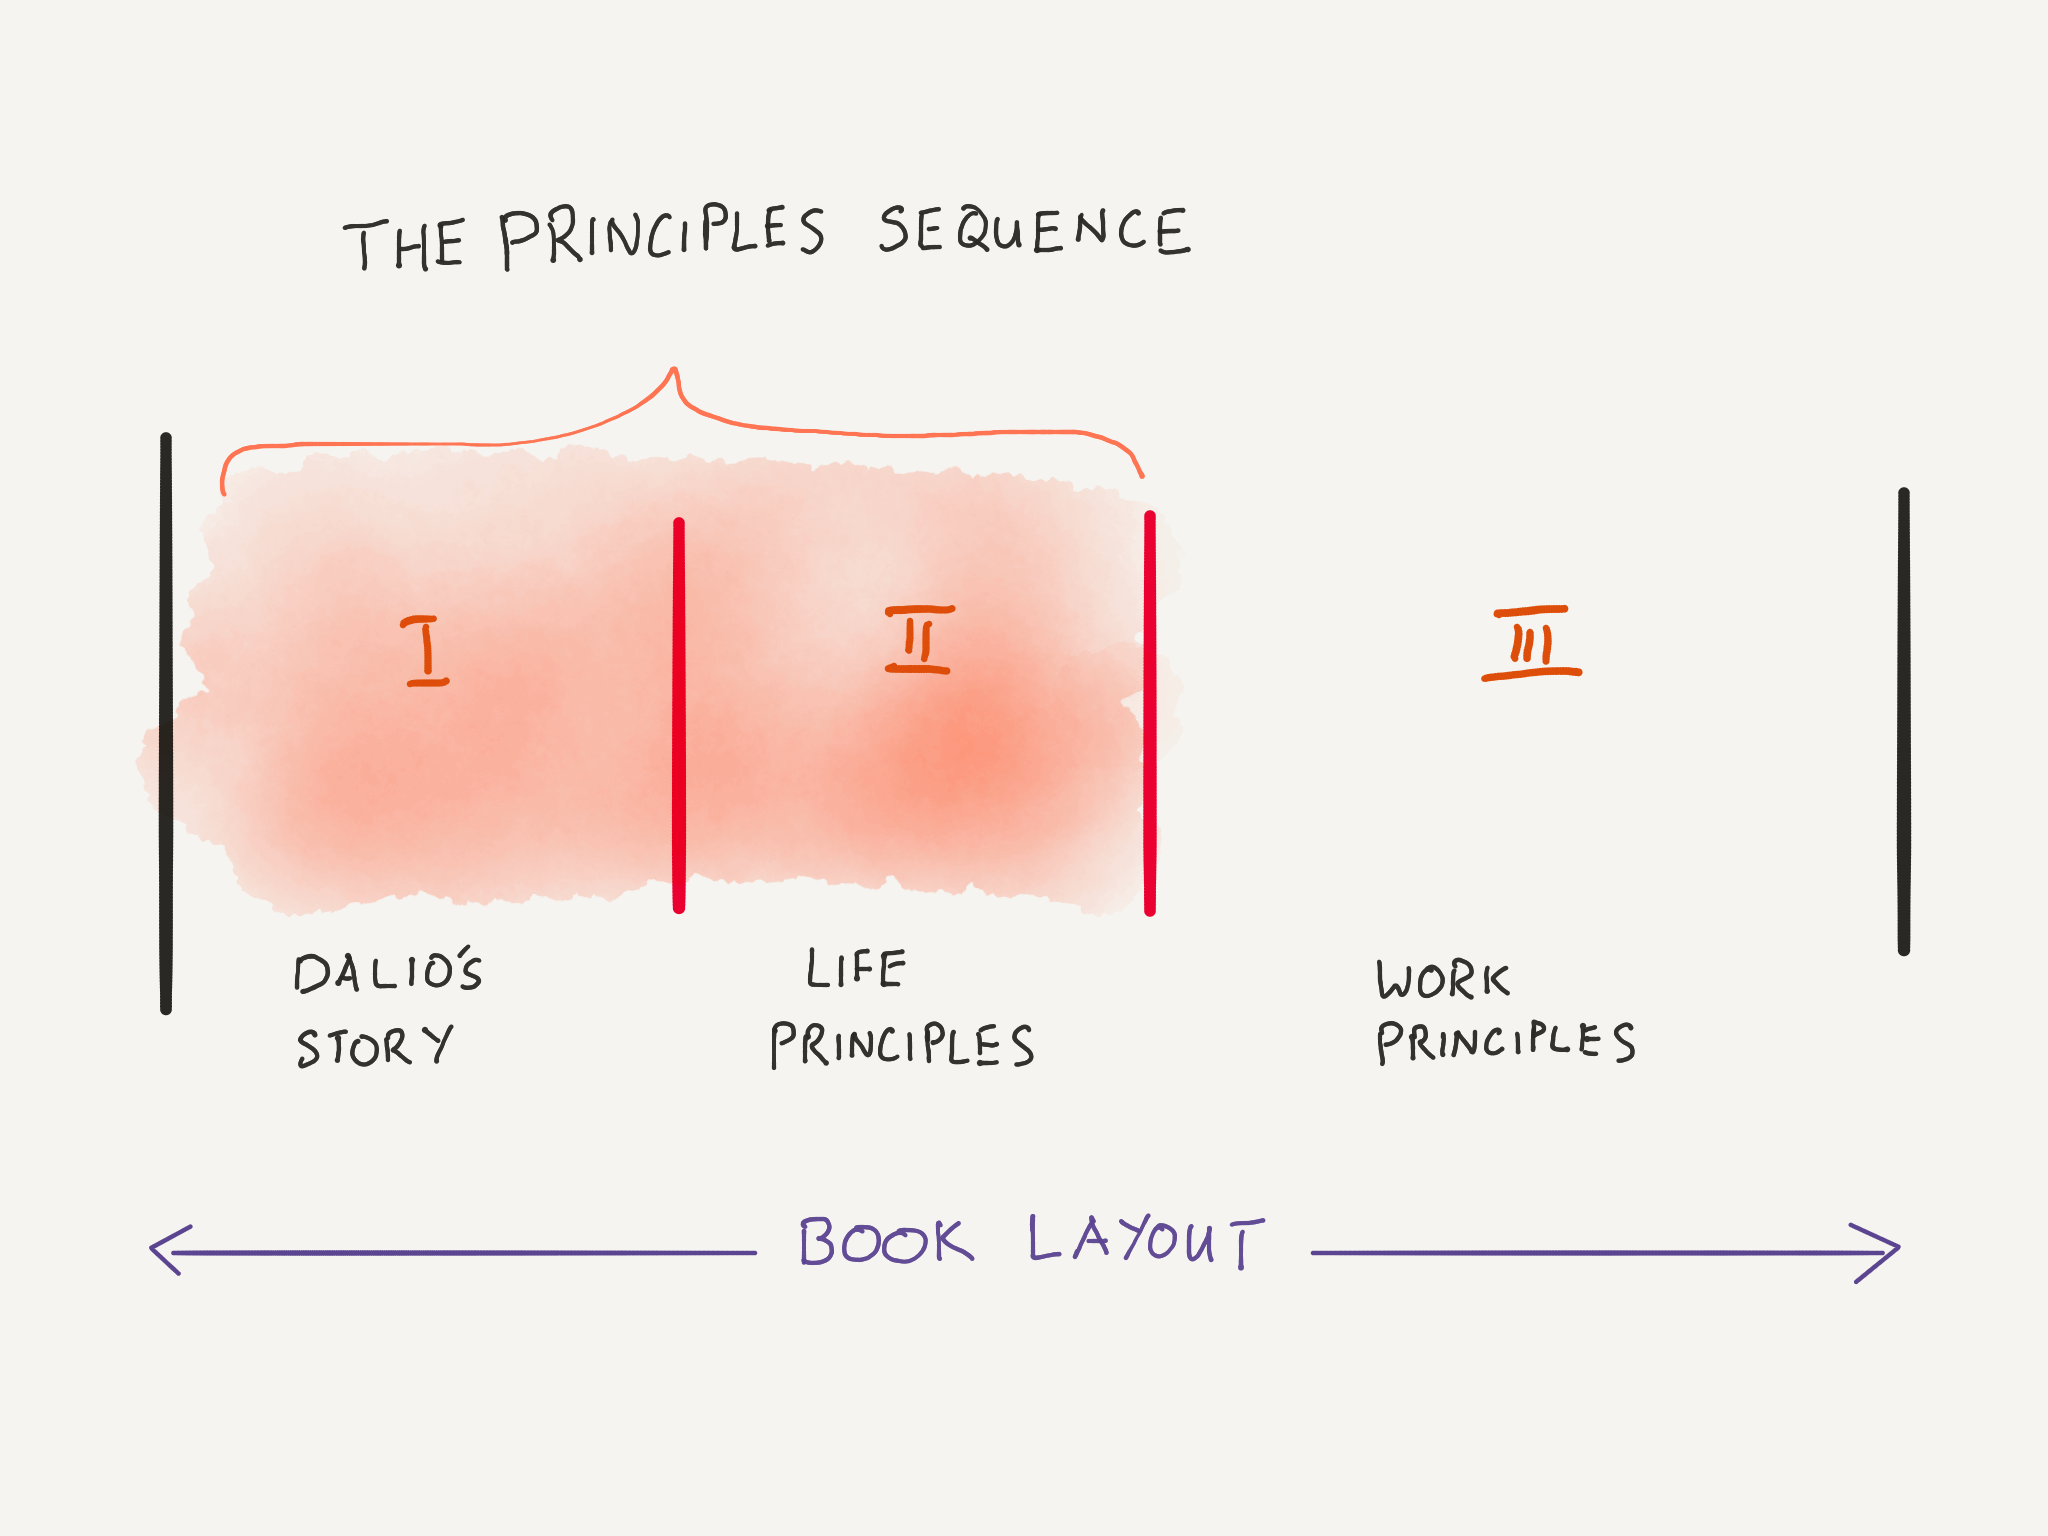 THE PRINCIPLES SEQUENCE
I
II
III
DALIO'S
STORY
LIFE
PRINCIPLES
WORK
PRINCIPLES
BOOK LAYOUT